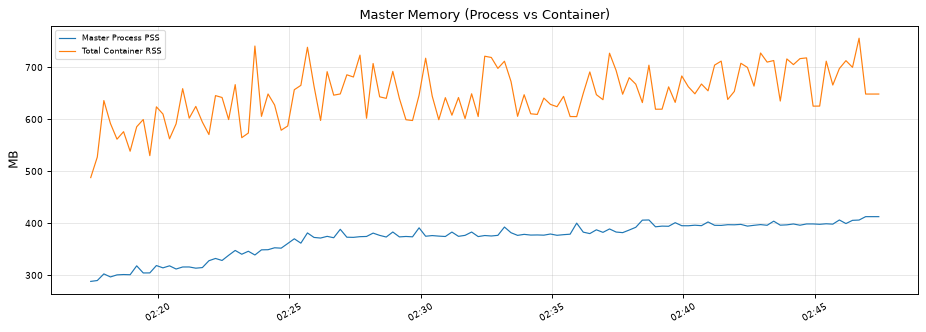 Master Memory (Process vs Container)
Master Process PSS
Total Container RSS
MB
700
600
500
400
300
02:20
02:25
02:30
02:35
02:40
02:45